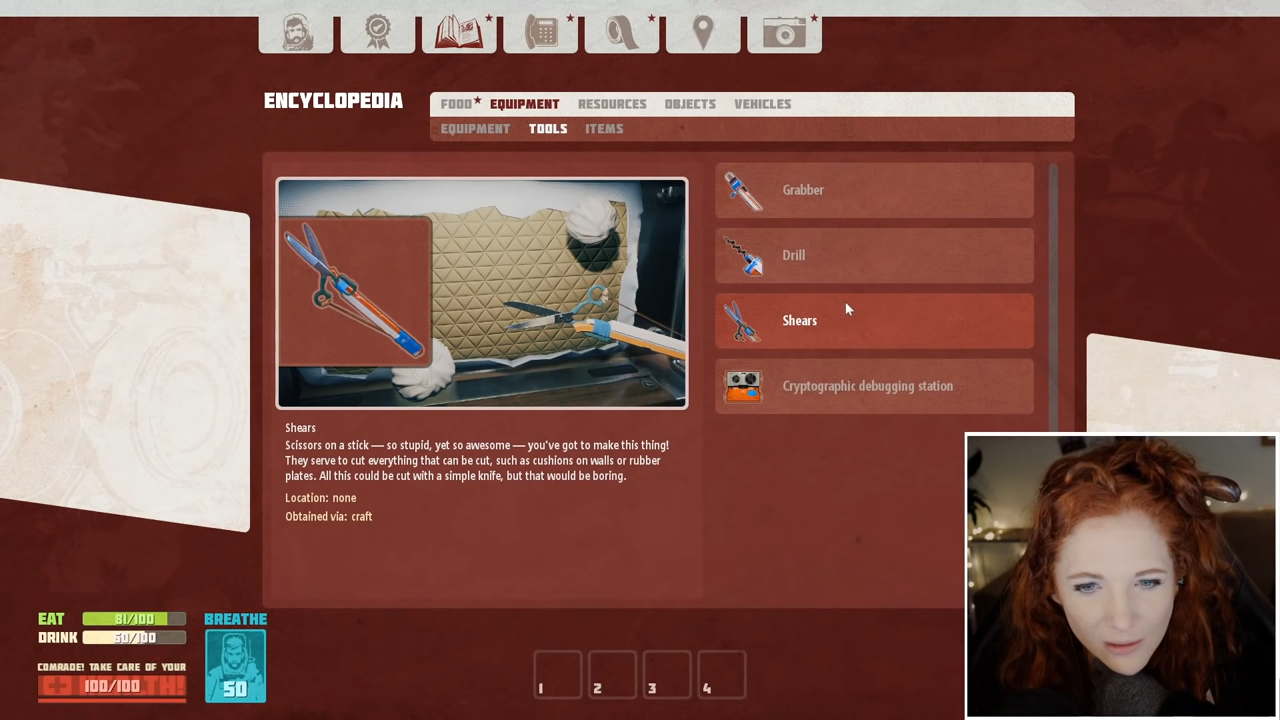 ENCYCLOPEDIA
FOOD EQUIPMENT RESOURCES OBJECTS VEHICLES
EQUIPMENT TOOLS ITEMS
Grabber
Drill
Shears
Cryptographic debugging station
Shears
Scissors on a stick — so stupid, yet so awesome — you've got to make this thing!
They serve to cut everything that can be cut, such as cushions on walls or rubber
plates. All this could be cut with a simple knife, but that would be boring.
Location: none
Obtained via: craft
EAT 81/100
DRINK 50/100
COMRADE! TAKE CARE OF YOUR
100/100
BREATHE
50
1 2 3 4